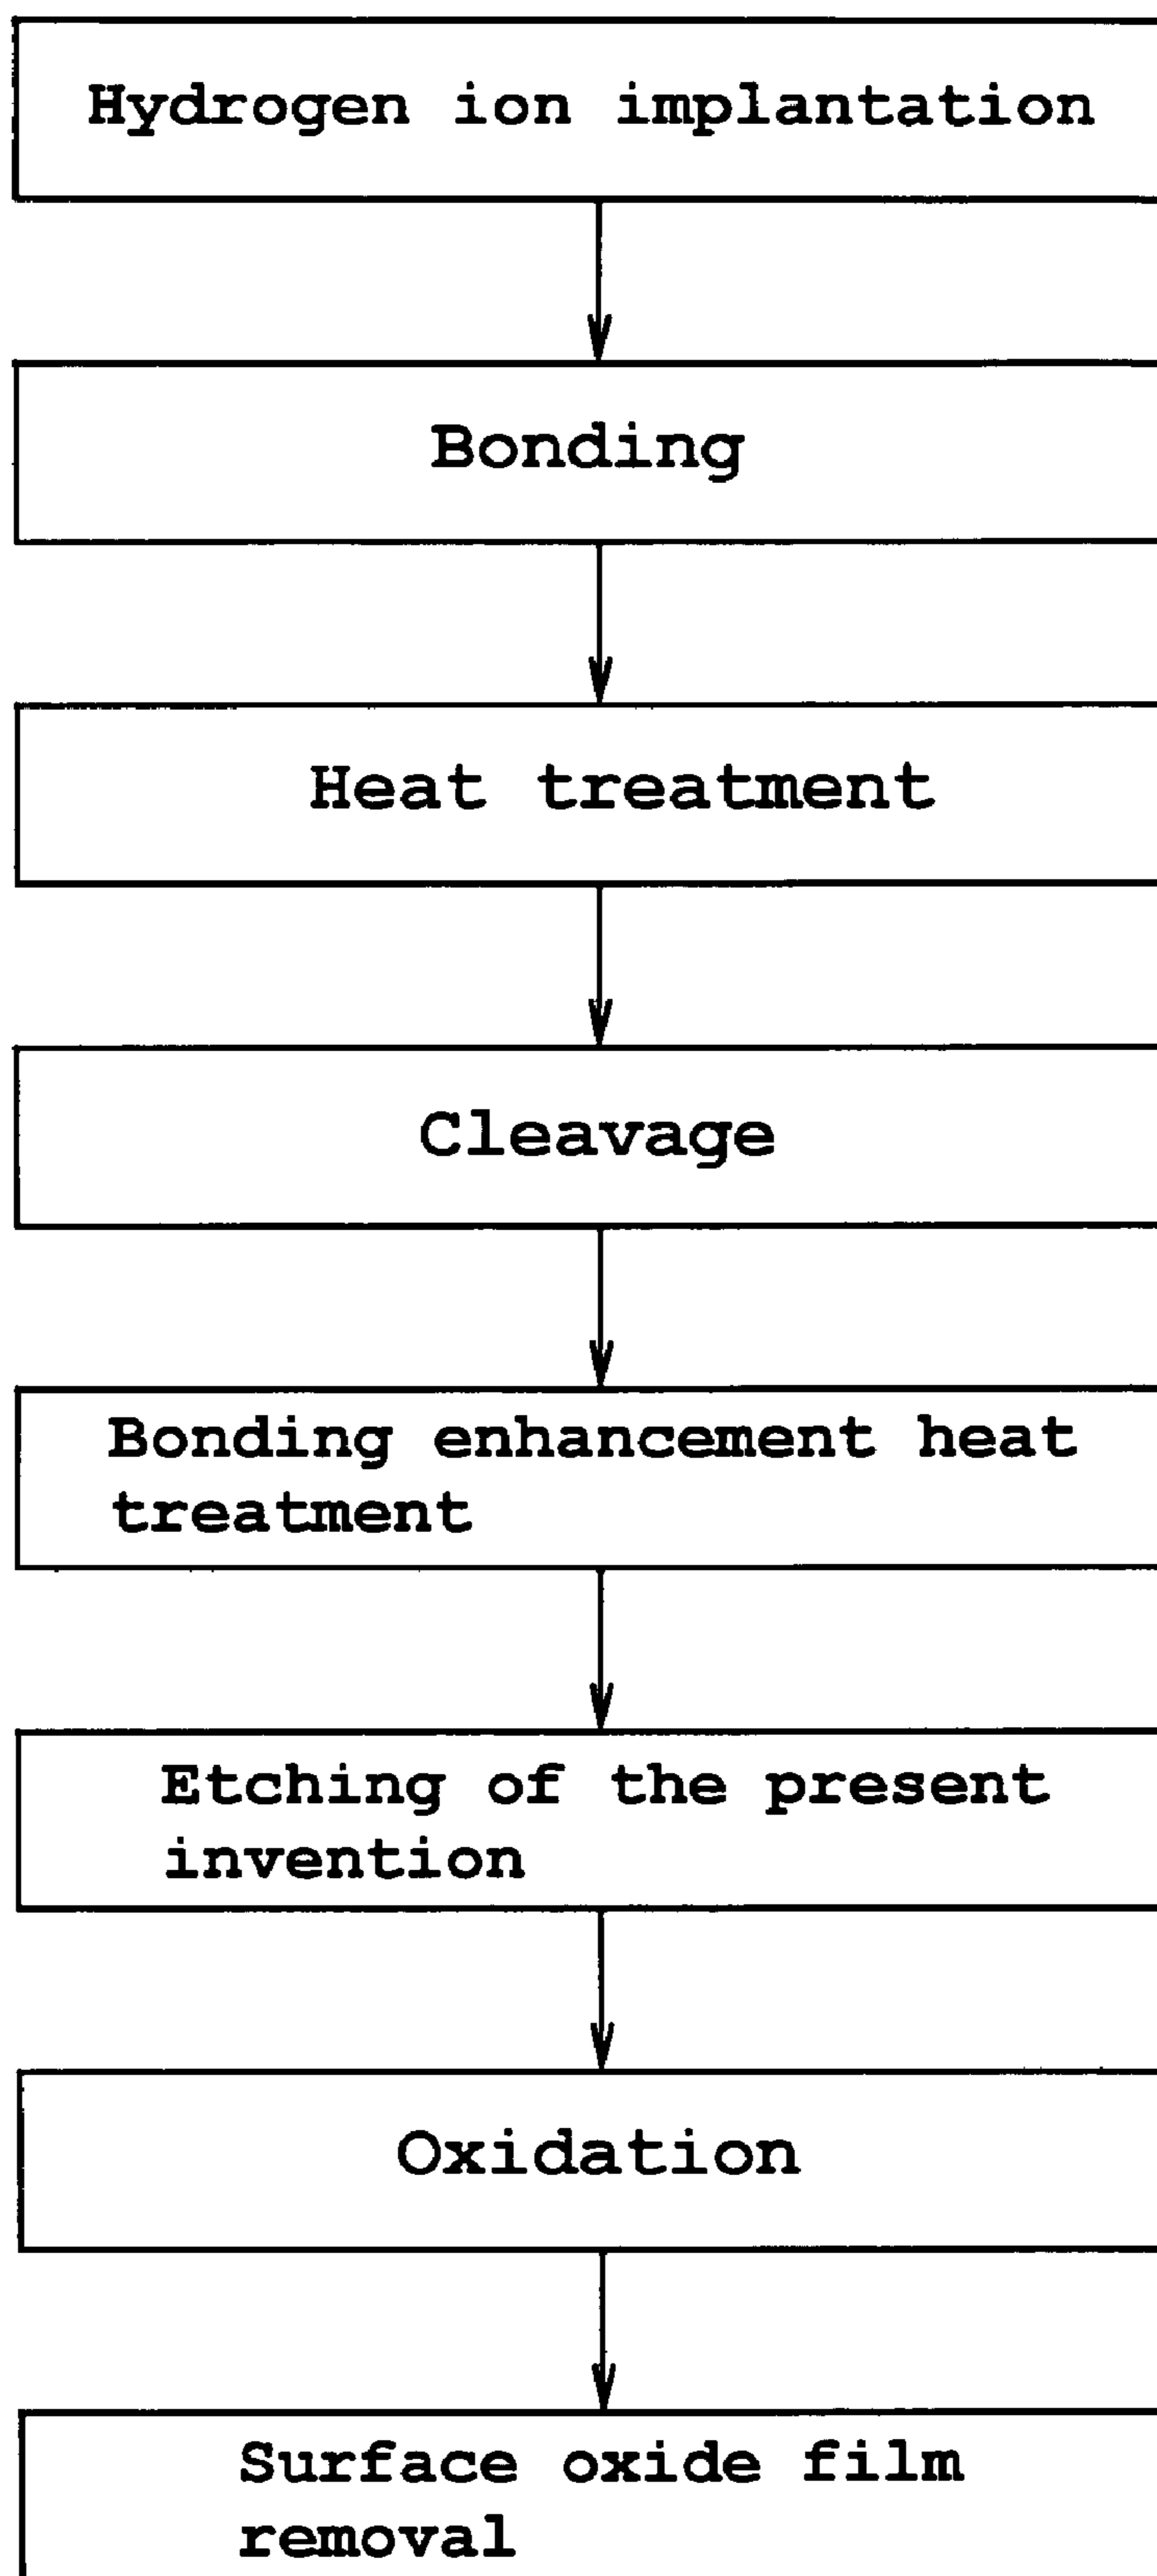 Hydrogen ion implantation
Bonding
Heat treatment
Cleavage
Bonding enhancement heat
treatment
Etching of the present
invention
Oxidation
Surface oxide film
removal